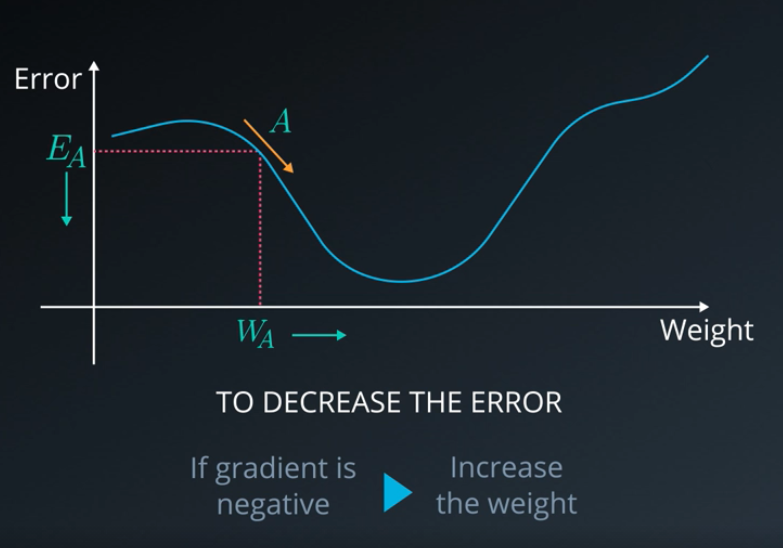 Error
A
E_A
W_A
Weight
TO DECREASE THE ERROR
If gradient is
negative
Increase
the weight